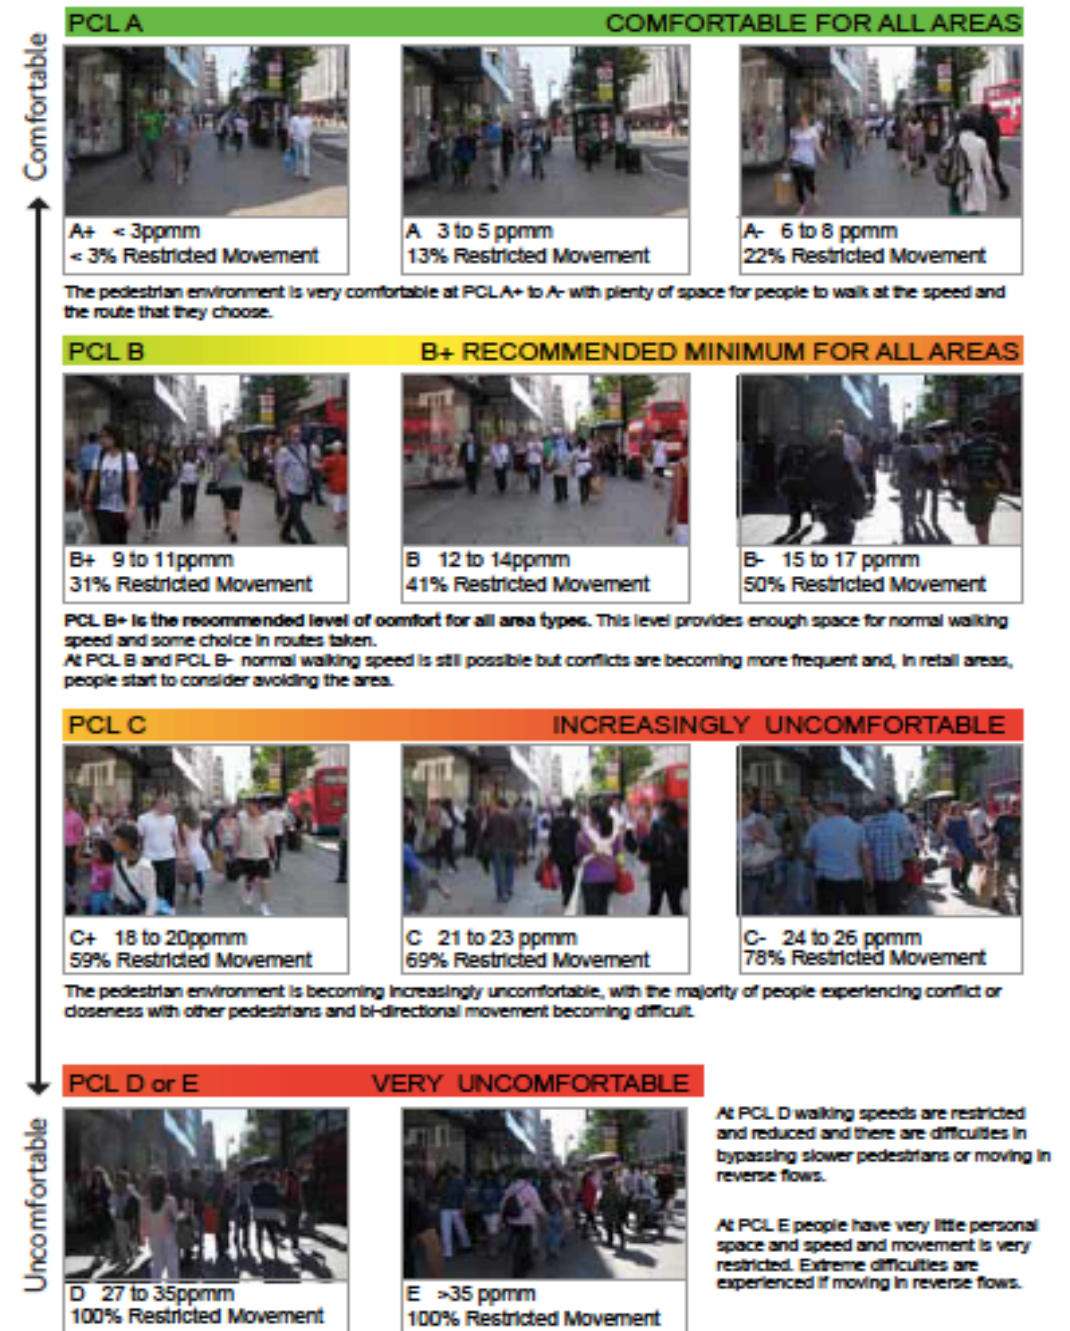 Comfortable
Uncomfortable
PCL A COMFORTABLE FOR ALL AREAS
A+ < 3ppmm
< 3% Restricted Movement
A 3 to 5 ppmm
13% Restricted Movement
A- 6 to 8 ppmm
22% Restricted Movement
The pedestrian environment is very comfortable at PCL A+ to A- with plenty of space for people to walk at the speed and
the route that they choose.
PCL B B+ RECOMMENDED MINIMUM FOR ALL AREAS
B+ 9 to 11ppmm
31% Restricted Movement
B 12 to 14ppmm
41% Restricted Movement
B- 15 to 17 ppmm
50% Restricted Movement
PCL B+ is the recommended level of comfort for all area types. This level provides enough space for normal walking
speed and some choice in routes taken.
At PCL B and PCL B- normal walking speed is still possible but conflicts are becoming more frequent and, in retail areas,
people start to consider avoiding the area.
PCL C INCREASINGLY UNCOMFORTABLE
C+ 18 to 20ppmm
59% Restricted Movement
C 21 to 23 ppmm
69% Restricted Movement
C- 24 to 26 ppmm
78% Restricted Movement
The pedestrian environment is becoming increasingly uncomfortable, with the majority of people experiencing conflict or
closeness with other pedestrians and bi-directional movement becoming difficult.
PCL D or E VERY UNCOMFORTABLE
D 27 to 35ppmm
100% Restricted Movement
E >35 ppmm
100% Restricted Movement
At PCL D walking speeds are restricted
and reduced and there are difficulties in
bypassing slower pedestrians or moving in
reverse flows.
At PCL E people have very little personal
space and speed and movement is very
restricted. Extreme difficulties are
experienced if moving in reverse flows.